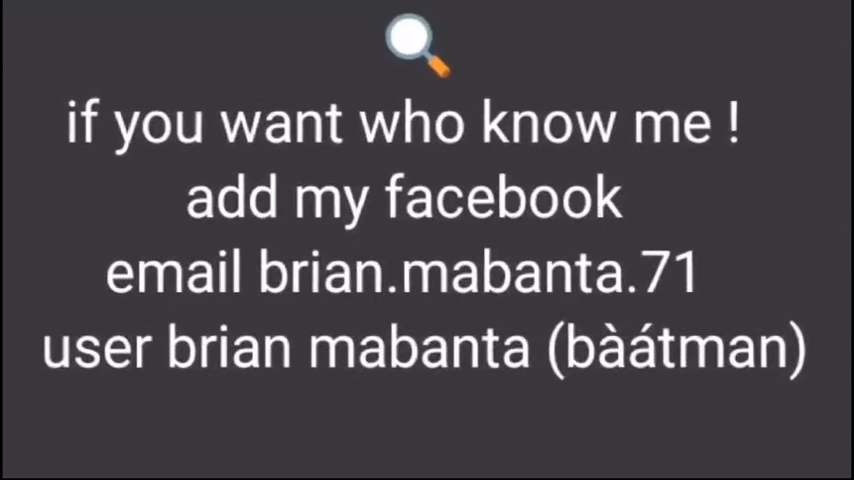 if you want who know me !
add my facebook
email brian.mabanta.71
user brian mabanta (bàátman)